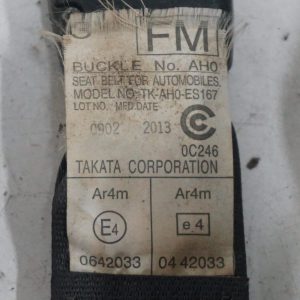 FM
BUCKLE No. AH0
SEAT BELT FOR AUTOMOBILES
MODEL NO. TK-AH0-ES167
LOT NO. MFD.DATE
0902 2013
C
0C246
TAKATA CORPORATION
Ar4m Ar4m
E4 e4
0642033 04 42033